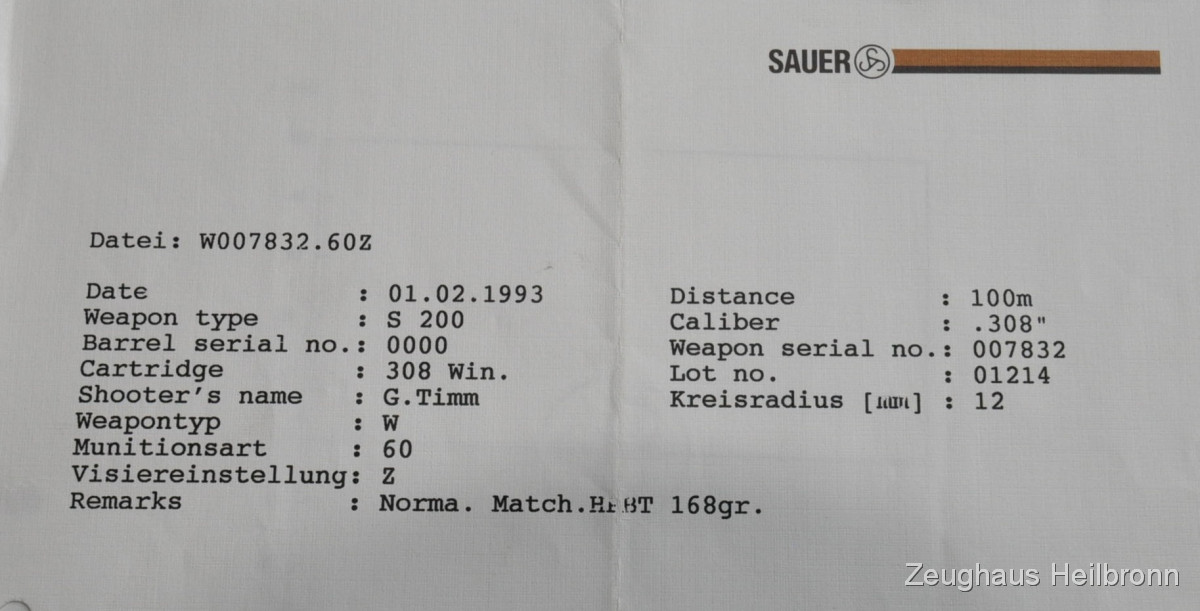 SAUER
Datei: W007832.60Z
Date : 01.02.1993
Weapon type : S 200
Barrel serial no.: 0000
Cartridge : 308 Win.
Shooter's name : G.Timm
Weapontyp : W
Munitionsart : 60
Visiereinstellung: Z
Remarks : Norma. Match. 168gr.
Distance : 100m
Caliber : .308"
Weapon serial no.: 007832
Lot no. : 01214
Kreisradius [mm] : 12
Zeughaus Heilbronn